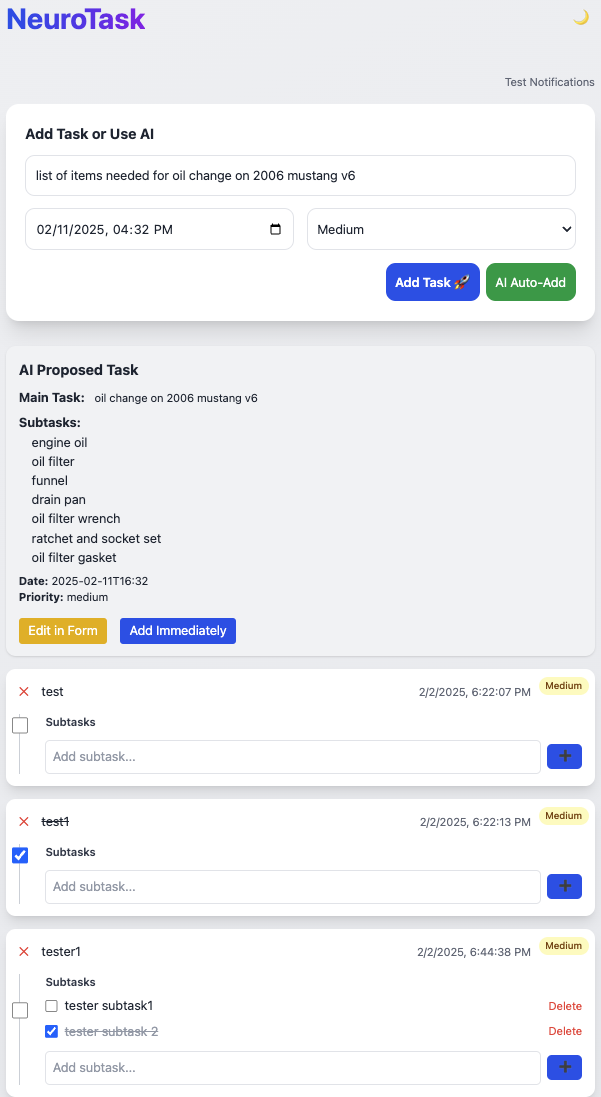 NeuroTask
Test Notifications
Add Task or Use AI
list of items needed for oil change on 2006 mustang v6
02/11/2025, 04:32 PM
Medium
Add Task 🚀
AI Auto-Add
AI Proposed Task
Main Task: oil change on 2006 mustang v6
Subtasks:
engine oil
oil filter
funnel
drain pan
oil filter wrench
ratchet and socket set
oil filter gasket
Date: 2025-02-11T16:32
Priority: medium
Edit in Form
Add Immediately
test
2/2/2025, 6:22:07 PM
Medium
Subtasks
Add subtask...
test1
2/2/2025, 6:22:13 PM
Medium
Subtasks
Add subtask...
tester1
2/2/2025, 6:44:38 PM
Medium
Subtasks
tester subtask1
Delete
tester subtask 2
Delete
Add subtask...